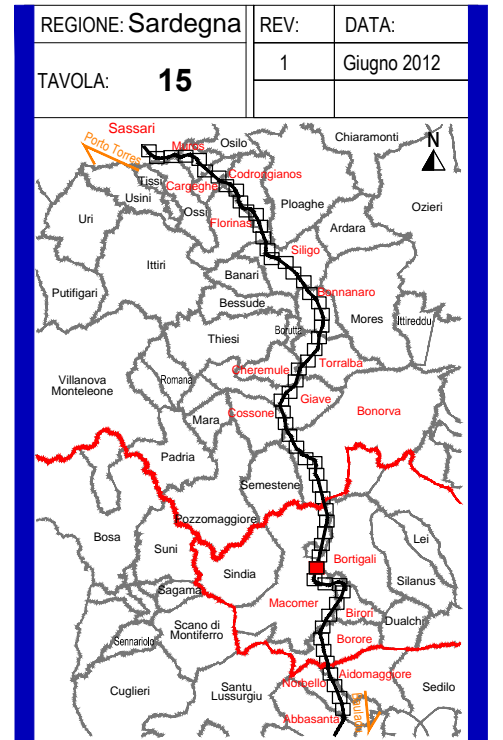 REGIONE: Sardegna
REV:
DATA:
TAVOLA: 15
1
Giugno 2012
Sassari
Porto Torres
Muros
Osilo
Chiaramonti
N
Tissi
Cargeghe
Codrongianos
Usini
Ossi
Ploaghe
Ozieri
Uri
Florinas
Ardara
Siligo
Ittiri
Banari
Bonnanaro
Putifigari
Bessude
Mores
Ittireddu
Borutta
Thiesi
Cheremule
Torralba
Villanova
Monteleone
Romana
Giave
Cossone
Bonorva
Mara
Padria
Semestene
Pozzomaggiore
Bosa
Suni
Lei
Bortigali
Sindia
Silanus
Sagama
Macomer
Birori
Dualchi
Scano di
Montiferro
Sennariolo
Borore
Aidomaggiore
Norbello
Sedilo
Cuglieri
Santu
Lussurgiu
Abbasanta